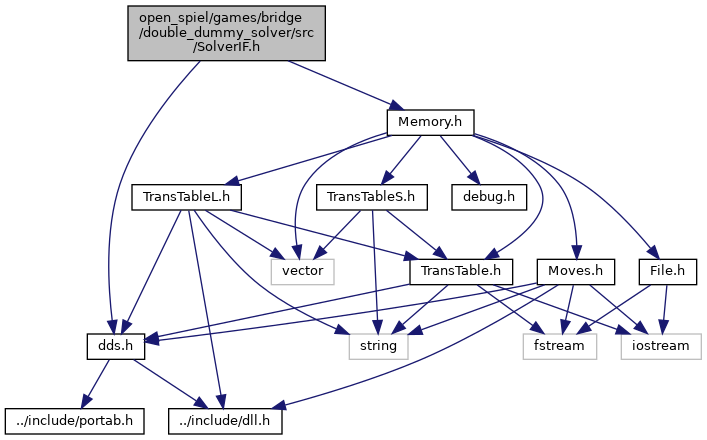 open_spiel/games/bridge
/double_dummy_solver/src
/SolverIF.h
Memory.h
TransTableL.h
TransTableS.h
debug.h
vector
TransTable.h
Moves.h
File.h
dds.h
string
fstream
iostream
../include/portab.h
../include/dll.h